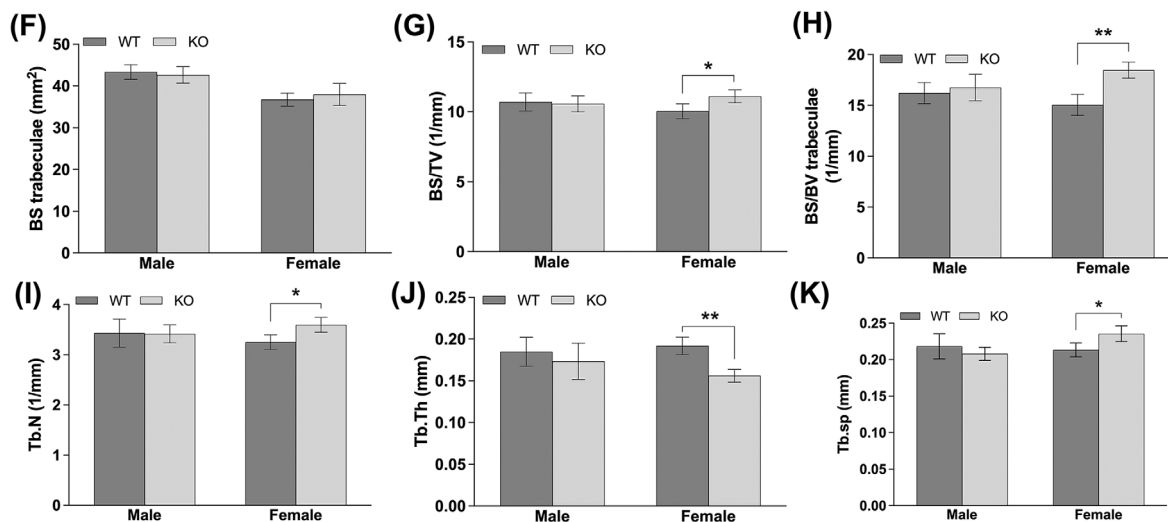 (F)
WT KO
BS trabeculae (mm²)
50
40
30
20
10
0
Male Female
(G)
WT KO
BS/TV (1/mm)
15
10
5
0
*
Male Female
(H)
WT KO
BS/BV trabeculae
(1/mm)
20
15
10
5
0
**
Male Female
(I)
WT KO
Tb.N (1/mm)
4
3
2
1
0
*
Male Female
(J)
WT KO
Tb.Th (mm)
0.25
0.20
0.15
0.10
0.05
0.00
**
Male Female
(K)
WT KO
Tb.sp (mm)
0.25
0.20
0.15
0.10
0.05
0.00
*
Male Female